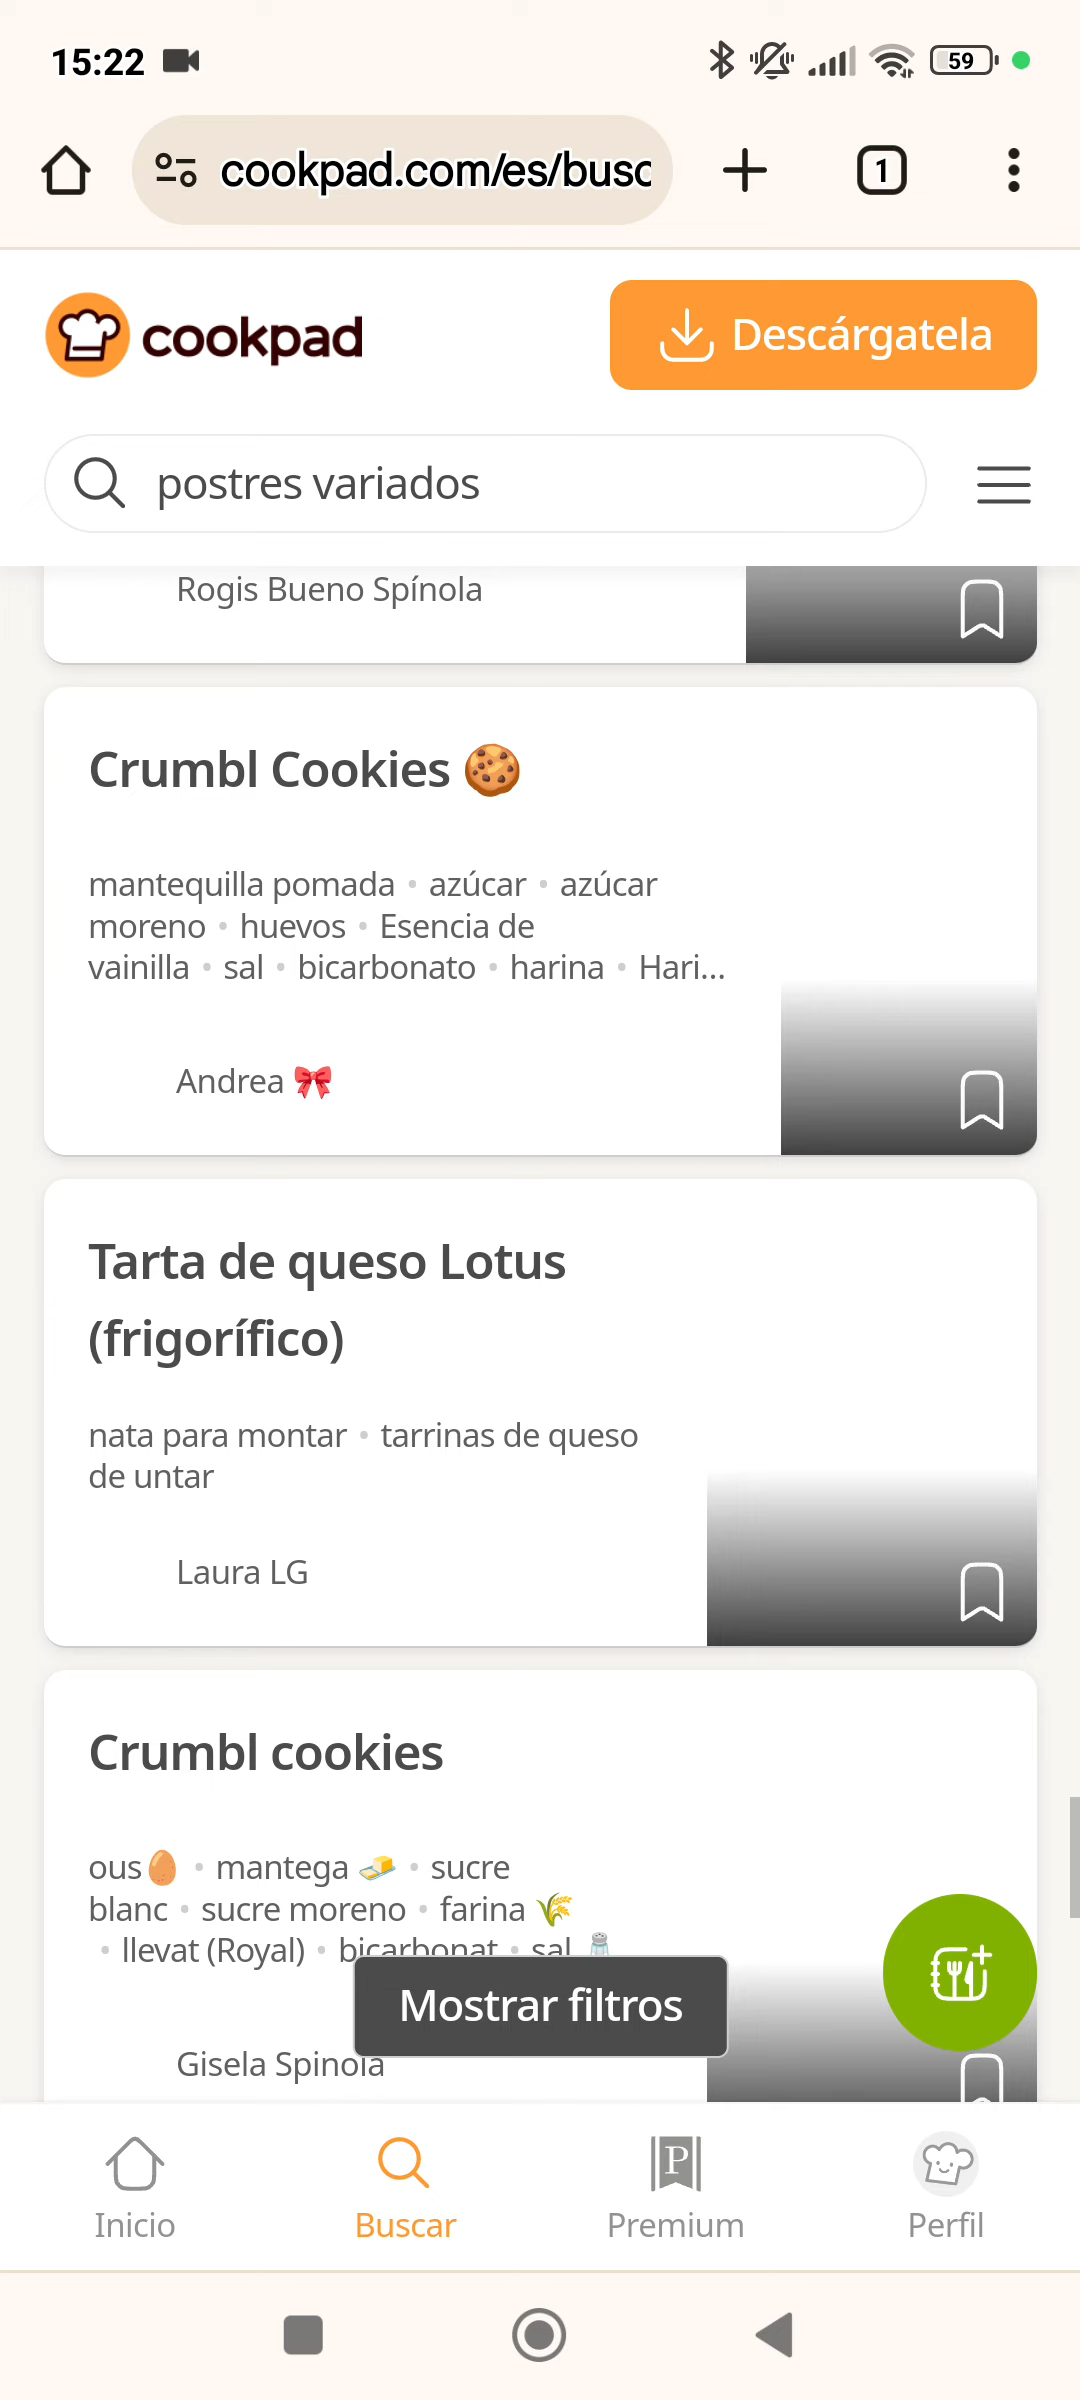 15:22
59
cookpad.com/es/busc
1
cookpad
Descárgatela
postres variados
Rogis Bueno Spínola
Crumbl Cookies 🍪
mantequilla pomada • azúcar • azúcar
moreno • huevos • Esencia de
vainilla • sal • bicarbonato • harina • Hari...
Andrea 🎀
Tarta de queso Lotus
(frigorífico)
nata para montar • tarrinas de queso
de untar
Laura LG
Crumbl cookies
ous🥚 • mantega 🧈 • sucre
blanc • sucre moreno • farina 🌾
• llevat (Royal) • bicarbonat • sal 🧂
Mostrar filtros
Gisela Spinola
Inicio
Buscar
P
Premium
Perfil